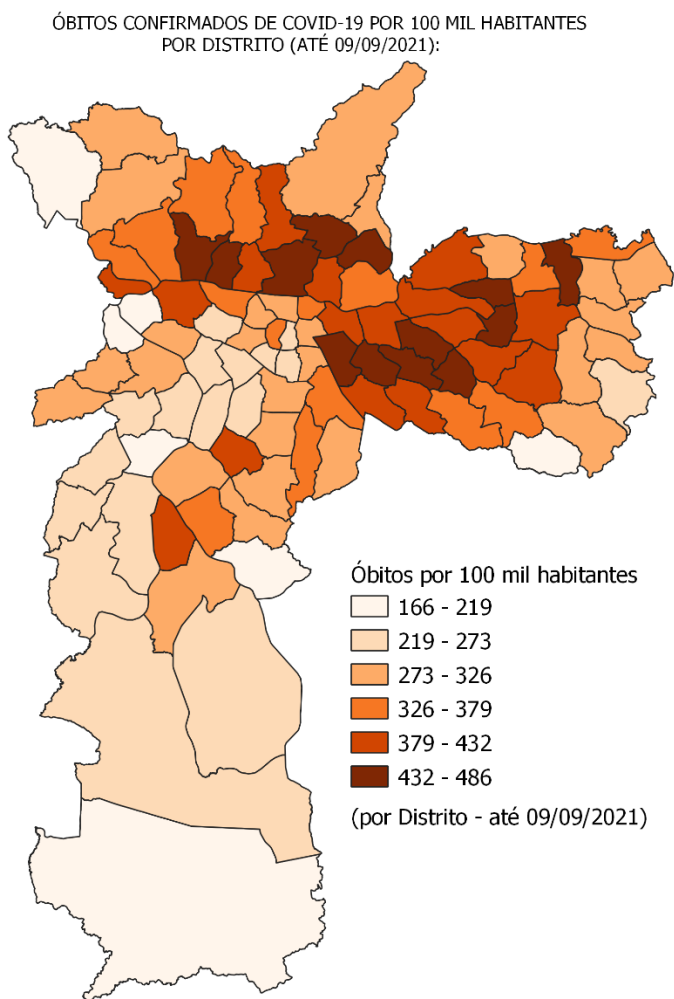 ÓBITOS CONFIRMADOS DE COVID-19 POR 100 MIL HABITANTES
POR DISTRITO (ATÉ 09/09/2021):
Óbitos por 100 mil habitantes
166 - 219
219 - 273
273 - 326
326 - 379
379 - 432
432 - 486
(por Distrito - até 09/09/2021)